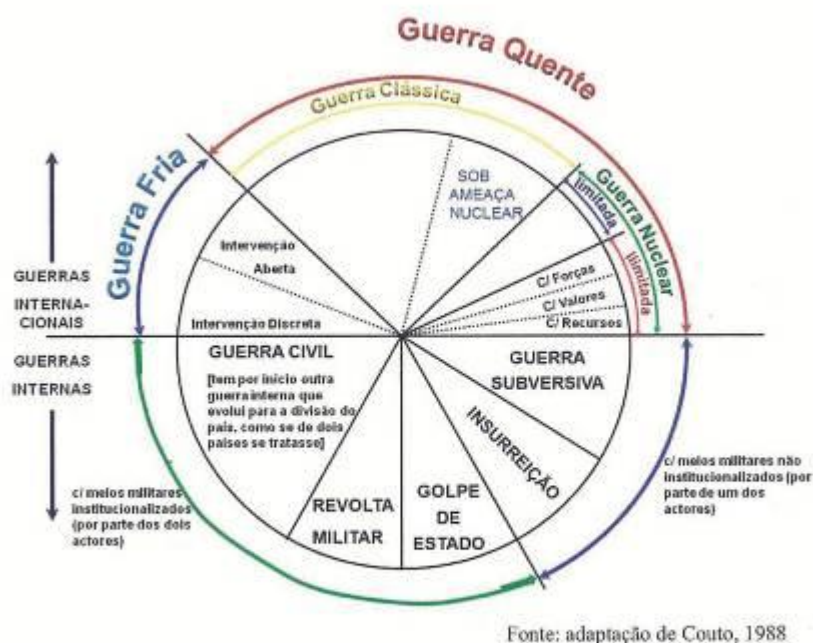 Guerra Quente
Guerra Clássica
Guerra Fria
SOB
AMEAÇA
NUCLEAR
limitada
Guerra Nuclear
ilimitada
Intervenção
Aberta
Intervenção Discreta
C/ Forças
C/ Valores
C/ Recursos
GUERRAS
INTERNA-
CIONAIS
GUERRAS
INTERNAS
GUERRA CIVIL
[tem por início outra
guerra interna que
evolui para a divisão do
país, como se de dois
países se tratasse]
GUERRA
SUBVERSIVA
INSURREIÇÃO
REVOLTA
MILITAR
GOLPE
DE
ESTADO
c/ meios militares
institucionalizados
(por parte dos dois
actores)
c/ meios militares não
institucionalizados (por
parte de um dos
actores)
Fonte: adaptação de Couto, 1988